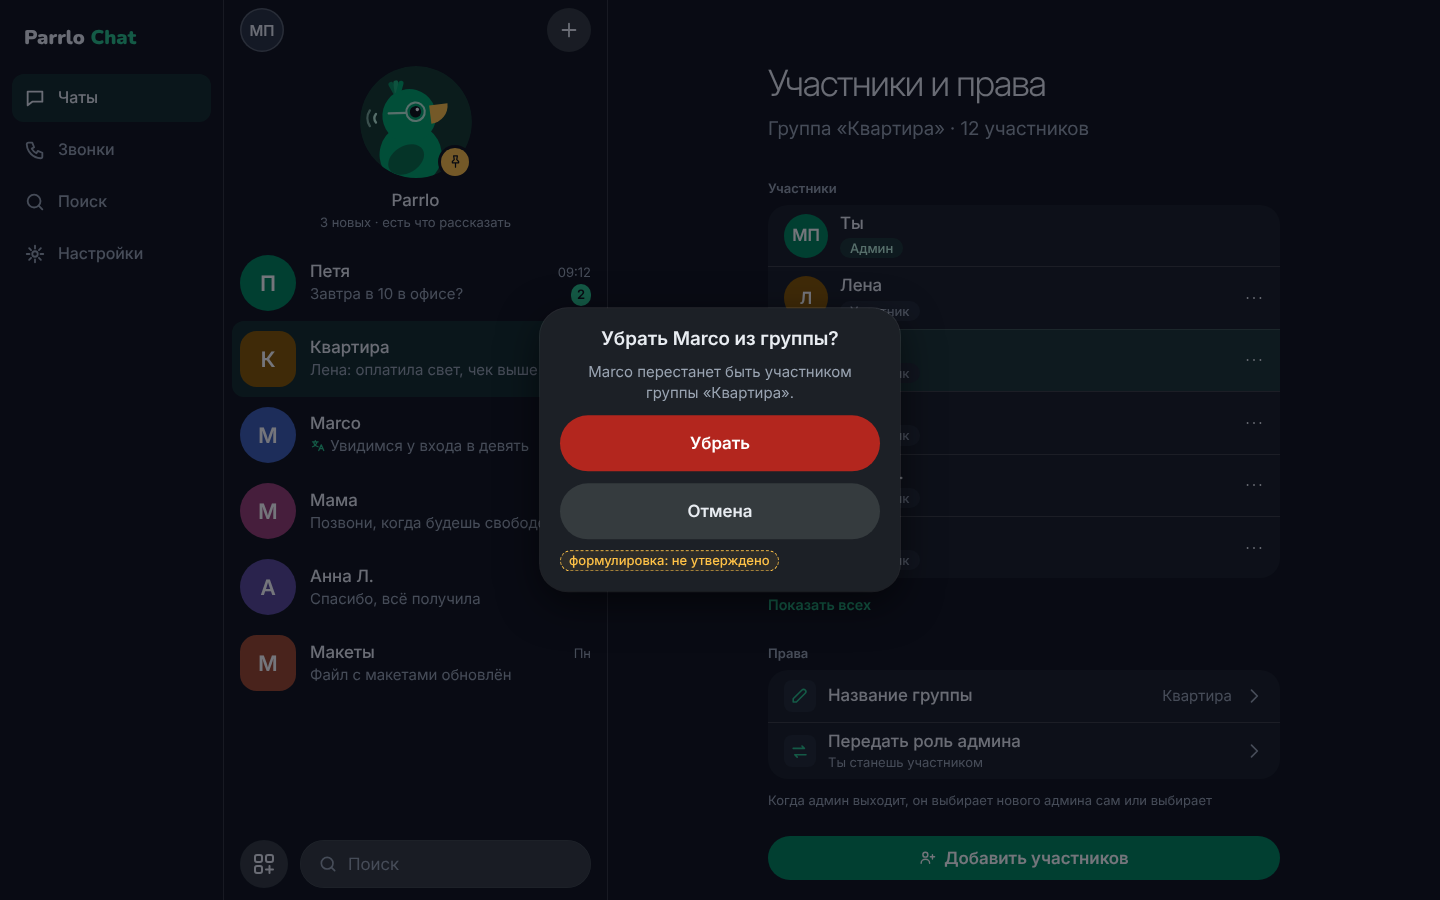 Parrlo Chat
Чаты
Звонки
Поиск
Настройки
МП
Parrlo
3 новых · есть что рассказать
Петя
09:12
Завтра в 10 в офисе?
2
П
Квартира
Лена: оплатила свет, чек выше
К
Marco
Увидимся у входа в девять
M
Мама
Позвони, когда будешь свободе
М
Анна Л.
Спасибо, всё получила
А
Макеты
Пн
Файл с макетами обновлён
М
Поиск
Участники и права
Группа «Квартира» · 12 участников
Участники
МП
Ты
Админ
Л
Лена
Убрать Marco из группы?
Marco перестанет быть участником
группы «Квартира».
Убрать
Отмена
формулировка: не утверждено
Показать всех
Права
Название группы
Квартира
Передать роль админа
Ты станешь участником
Когда админ выходит, он выбирает нового админа сам или выбирает
Добавить участников